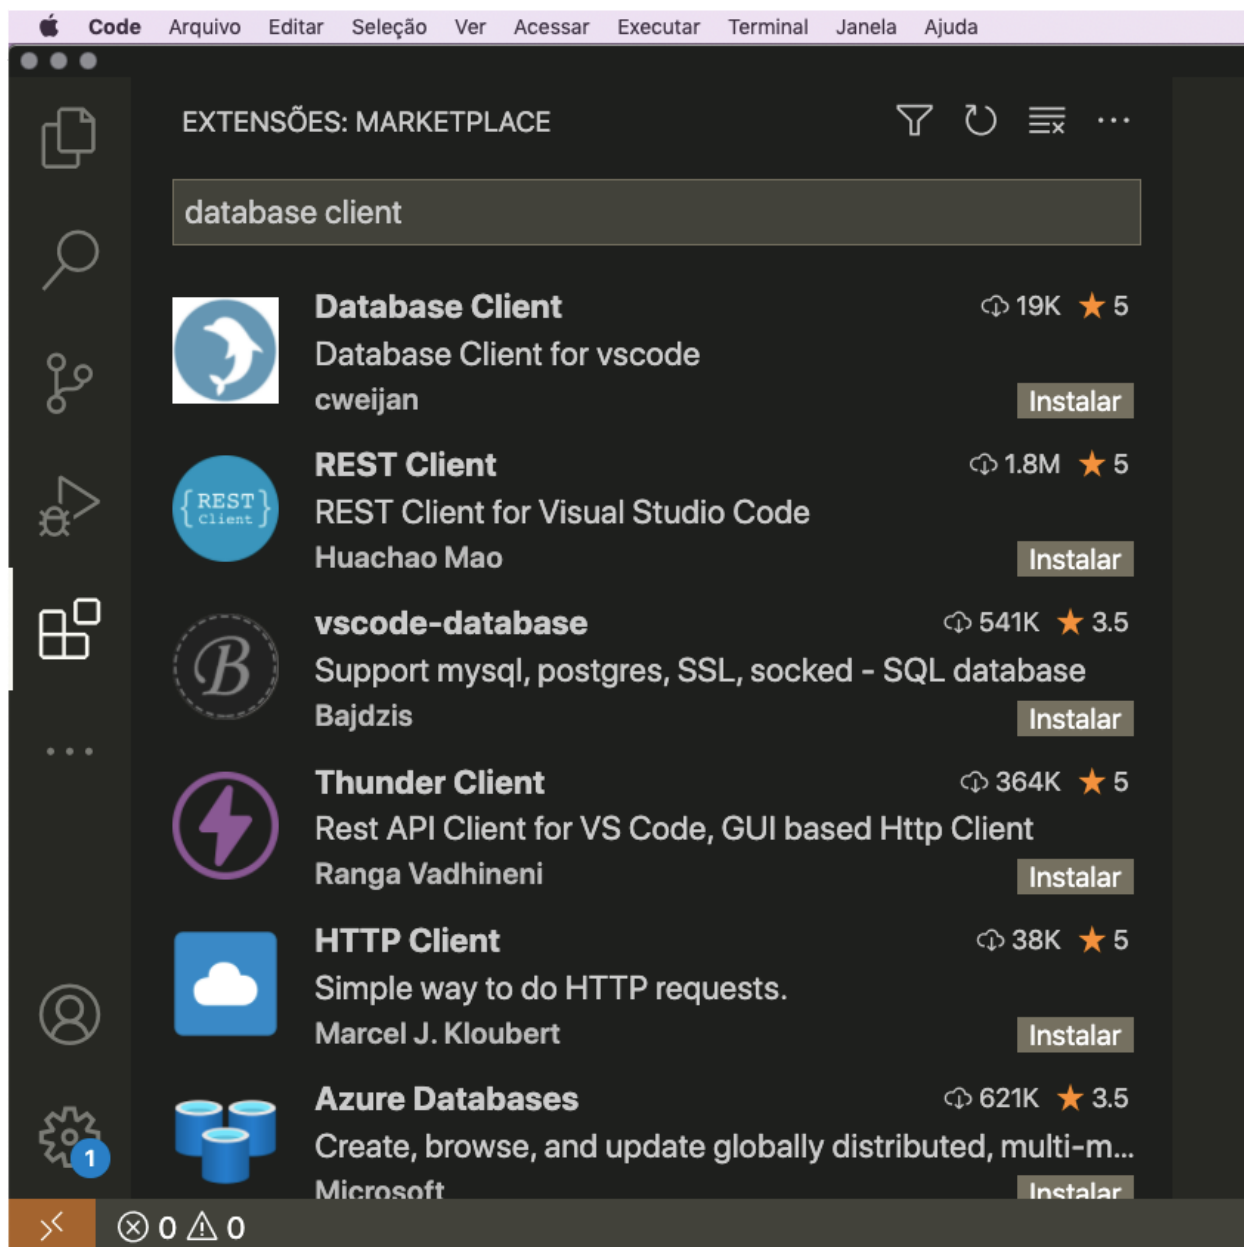 Code Arquivo Editar Seleção Ver Acessar Executar Terminal Janela Ajuda
EXTENSÕES: MARKETPLACE
database client
Database Client 19K 5
Database Client for vscode
cweijan Instalar
{REST Client}
REST Client 1.8M 5
REST Client for Visual Studio Code
Huachao Mao Instalar
B
vscode-database 541K 3.5
Support mysql, postgres, SSL, socked - SQL database
Bajdzis Instalar
Thunder Client 364K 5
Rest API Client for VS Code, GUI based Http Client
Ranga Vadhineni Instalar
HTTP Client 38K 5
Simple way to do HTTP requests.
Marcel J. Kloubert Instalar
Azure Databases 621K 3.5
Create, browse, and update globally distributed, multi-m...
Microsoft Instalar
1
0 0